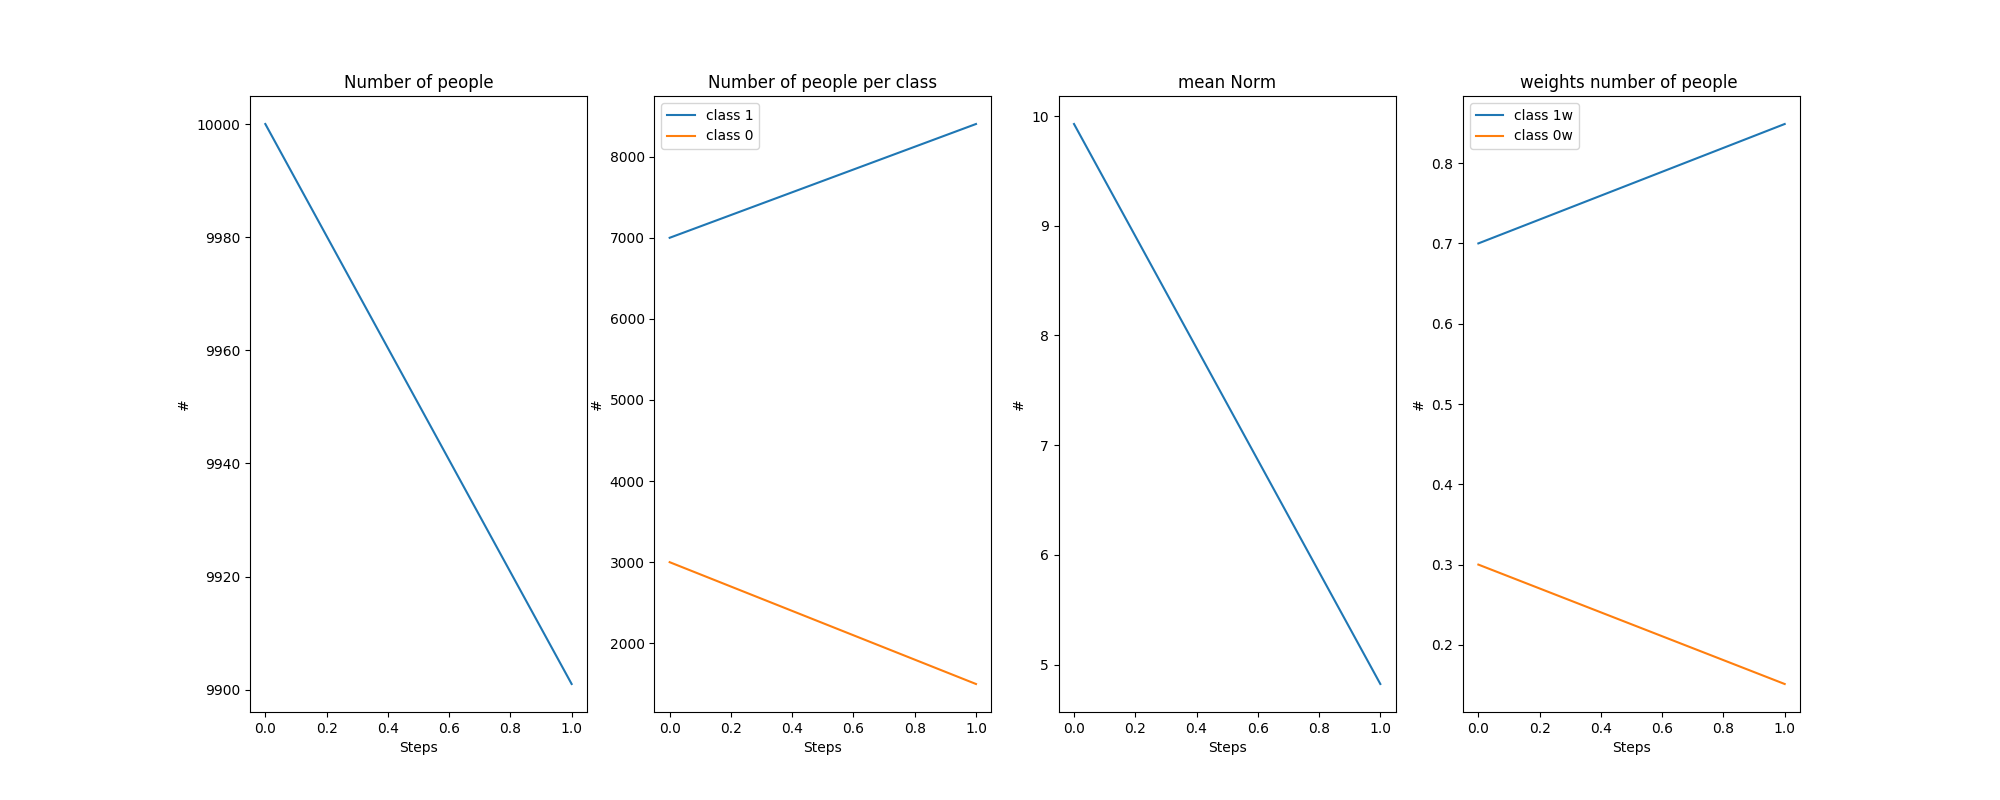 Number of people
10000
9980
9960
9940
9920
9900
#
0.0 0.2 0.4 0.6 0.8 1.0
Steps
Number of people per class
class 1
class 0
8000
7000
6000
5000
4000
3000
2000
#
0.0 0.2 0.4 0.6 0.8 1.0
Steps
mean Norm
10
9
8
7
6
5
#
0.0 0.2 0.4 0.6 0.8 1.0
Steps
weights number of people
class 1w
class 0w
0.8
0.7
0.6
0.5
0.4
0.3
0.2
#
0.0 0.2 0.4 0.6 0.8 1.0
Steps